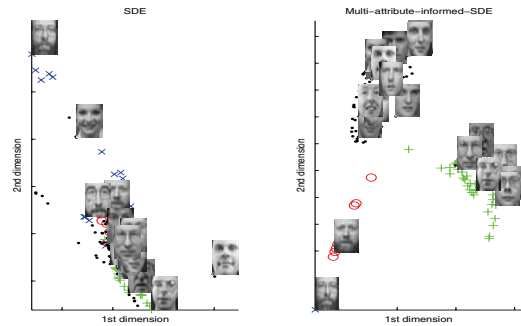 SDE
Multi−attribute−informed−SDE
2nd dimension
2nd dimension
1st dimension
1st dimension